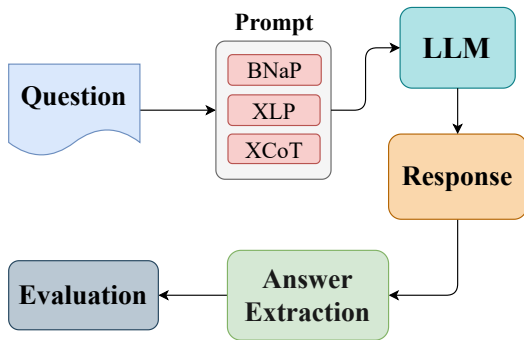 Prompt
Question
BNaP
XLP
XCoT
LLM
Response
Answer
Extraction
Evaluation